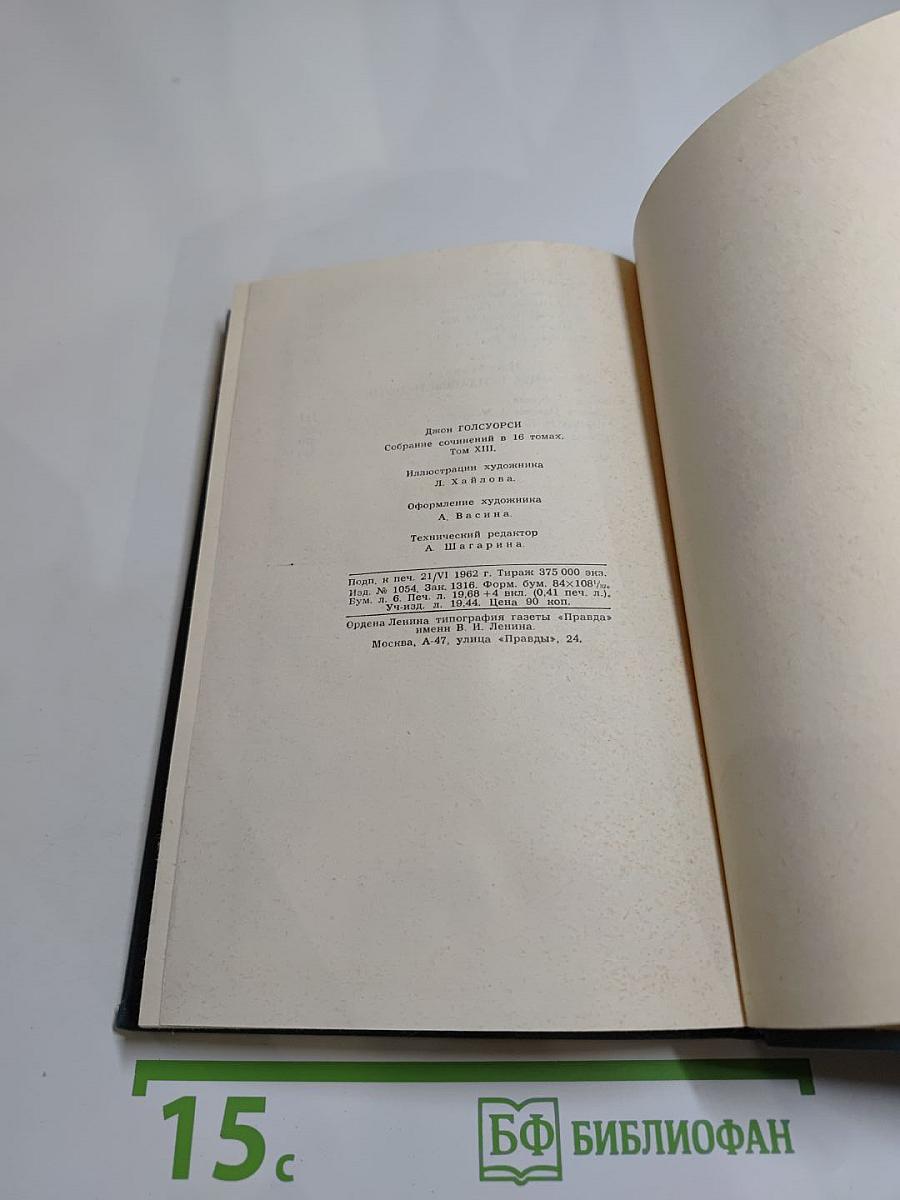 Джон ГОЛСУОРСИ
Собрание сочинений в 16 томах.
Том XIII.
Иллюстрации художника
Л. Хайлова.
Оформление художника
А. Васина.
Технический редактор
А. Шагарина.
Подп. к печ. 21/VI 1962 г. Тираж 375 000 экз.
Изд. № 1054. Зак. 1316. Форм. бум. 84×108¹/₃₂.
Бум. л. 6. Печ. л. 19,68 + 4 вкл. (0,41 печ. л.).
Уч-изд. л. 19,44. Цена 90 коп.
Ордена Ленина типография газеты «Правда»
имени В. И. Ленина.
Москва, А-47, улица «Правды», 24.
15 с
БФ БИБЛИОФАН